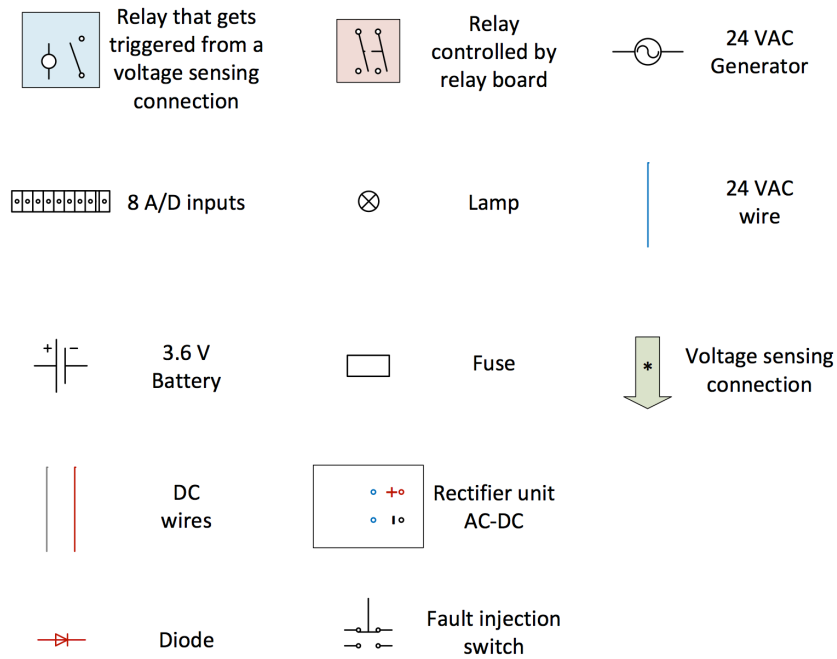 Relay that gets
triggered from a
voltage sensing
connection
Relay
controlled by
relay board
24 VAC
Generator
8 A/D inputs
Lamp
24 VAC
wire
+ −
3.6 V
Battery
Fuse
*
Voltage sensing
connection
DC
wires
Rectifier unit
AC-DC
Diode
Fault injection
switch